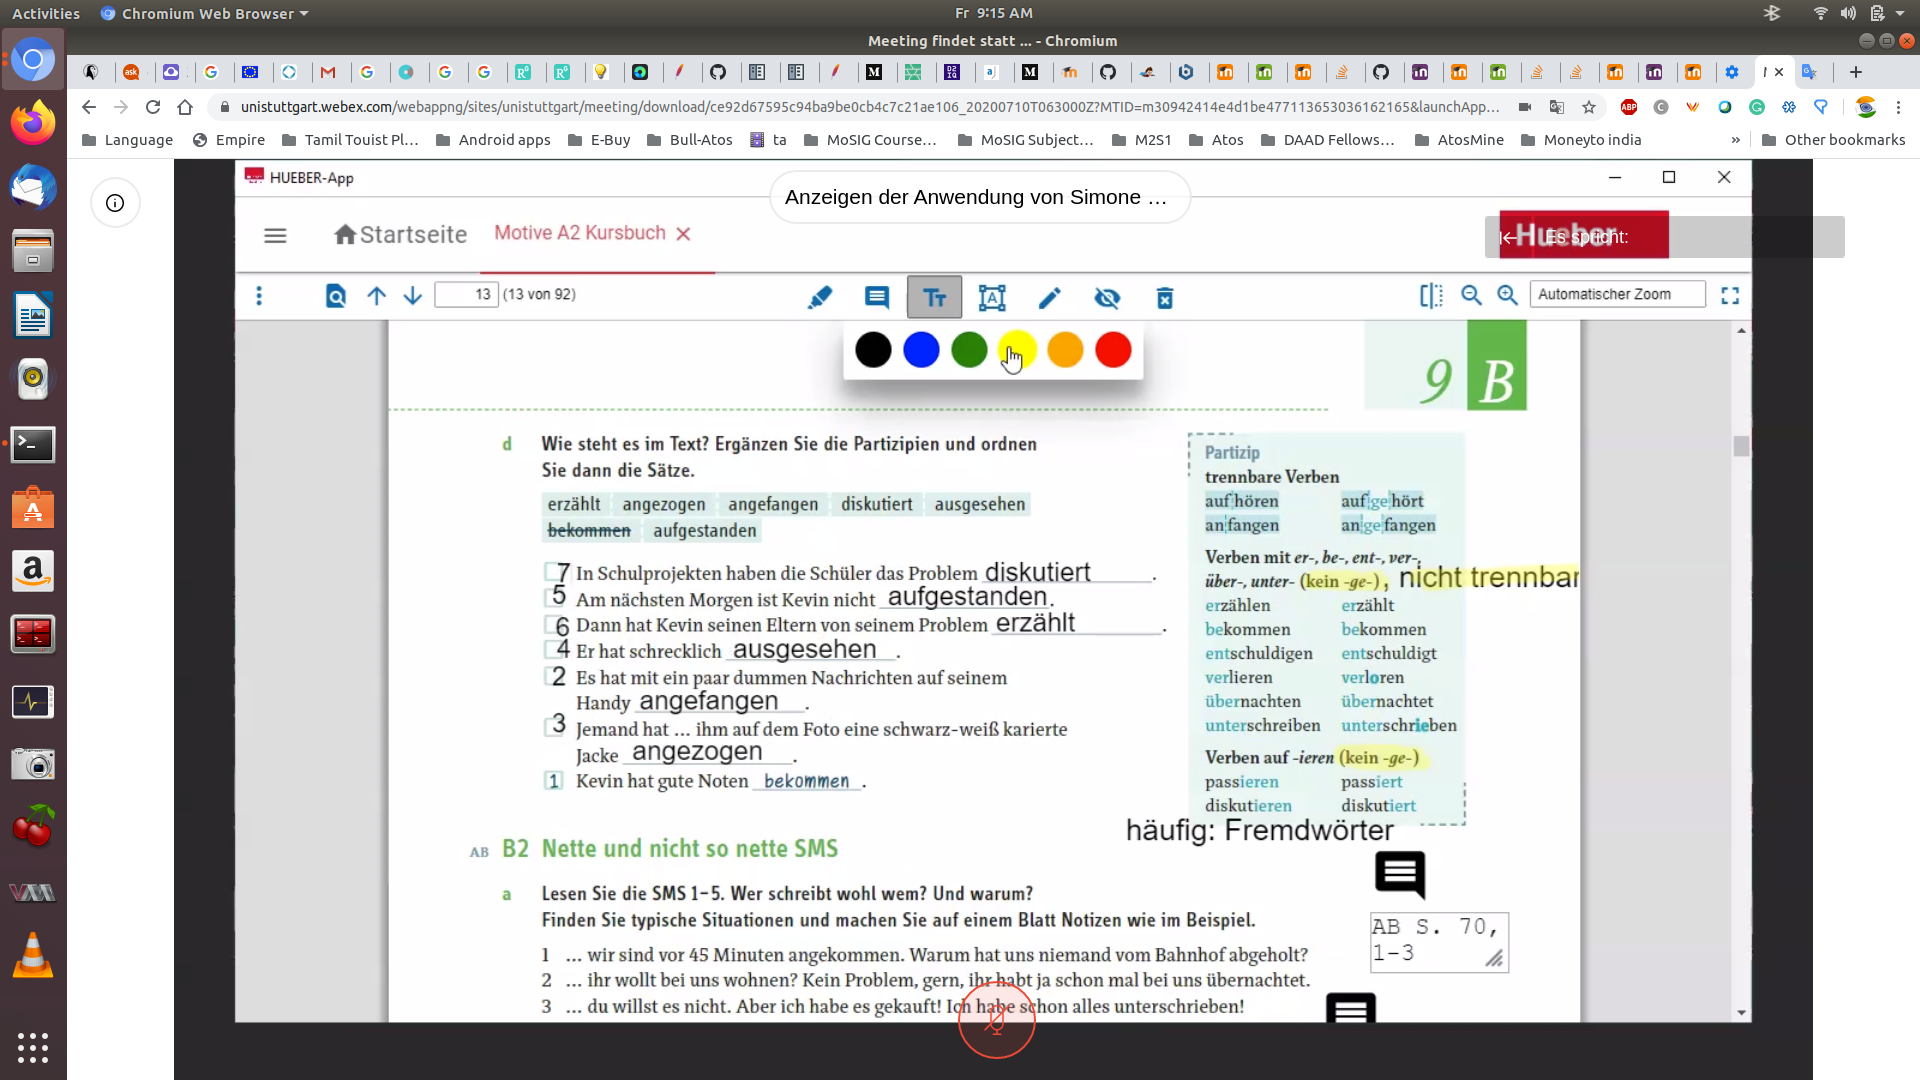 Activities Chromium Web Browser Fr 9:15 AM
Meeting findet statt ... - Chromium
unistuttgart.webex.com/webappng/sites/unistuttgart/meeting/download/ce92d67595c94ba9be0cb4c7c21ae106_20200710T063000Z?MTID=m30942414e4d1be477113653036162165&launchApp...
Language Empire Tamil Touist Pl... Android apps E-Buy Bull-Atos ta MoSIG Course... MoSIG Subject... M2S1 Atos DAAD Fellows... AtosMine Moneyto india » Other bookmarks
HUEBER-App
Anzeigen der Anwendung von Simone ...
Startseite Motive A2 Kursbuch
Hueber
Es spricht:
13 (13 von 92) Automatischer Zoom
9 B
d Wie steht es im Text? Ergänzen Sie die Partizipien und ordnen
Sie dann die Sätze.
erzählt angezogen angefangen diskutiert ausgesehen
bekommen aufgestanden
7 In Schulprojekten haben die Schüler das Problem diskutiert .
5 Am nächsten Morgen ist Kevin nicht aufgestanden .
6 Dann hat Kevin seinen Eltern von seinem Problem erzählt .
4 Er hat schrecklich ausgesehen .
2 Es hat mit ein paar dummen Nachrichten auf seinem
Handy angefangen .
3 Jemand hat ... ihm auf dem Foto eine schwarz-weiß karierte
Jacke angezogen .
1 Kevin hat gute Noten bekommen .
Partizip
trennbare Verben
auf|hören auf|ge|hört
an|fangen an|ge|fangen
Verben mit er-, be-, ent-, ver-,
über-, unter- (kein -ge-) , nicht trennbar
erzählen erzählt
bekommen bekommen
entschuldigen entschuldigt
verlieren verloren
übernachten übernachtet
unterschreiben unterschrieben
Verben auf -ieren (kein -ge-)
passieren passiert
diskutieren diskutiert
häufig: Fremdwörter
AB B2 Nette und nicht so nette SMS
a Lesen Sie die SMS 1–5. Wer schreibt wohl wem? Und warum?
Finden Sie typische Situationen und machen Sie auf einem Blatt Notizen wie im Beispiel.
AB S. 70,
1-3
1 ... wir sind vor 45 Minuten angekommen. Warum hat uns niemand vom Bahnhof abgeholt?
2 ... ihr wollt bei uns wohnen? Kein Problem, gern, ihr habt ja schon mal bei uns übernachtet.
3 ... du willst es nicht. Aber ich habe es gekauft! Ich habe schon alles unterschrieben!